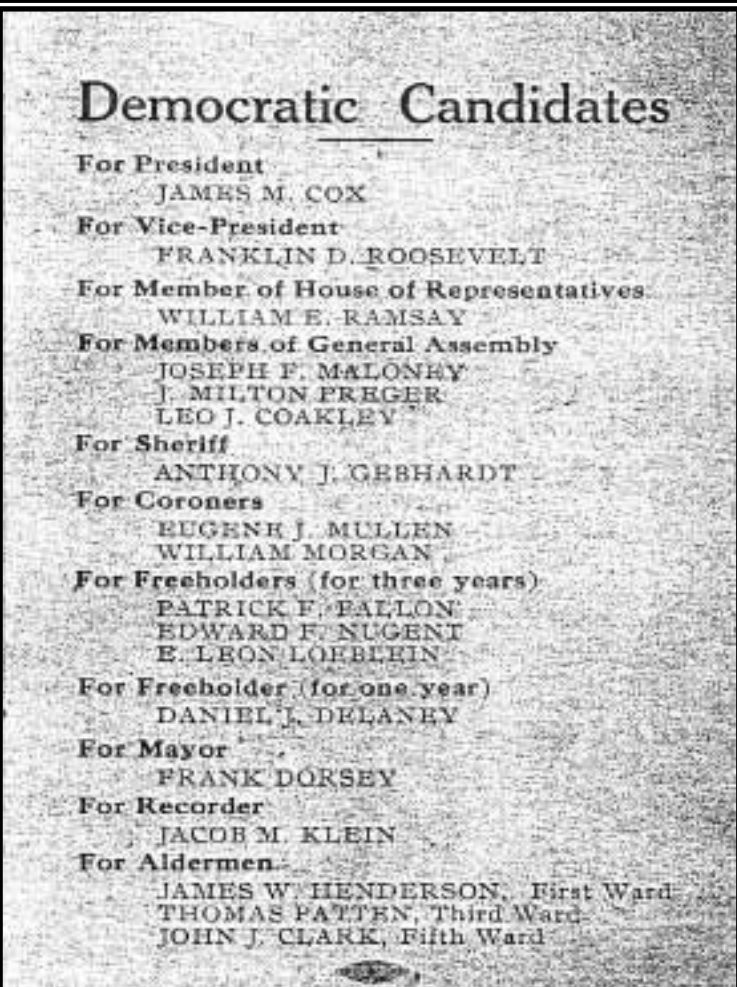 Democratic Candidates
For President
JAMES M. COX
For Vice-President
FRANKLIN D. ROOSEVELT
For Member of House of Representatives
WILLIAM E. RAMSAY
For Members of General Assembly
JOSEPH F. MALONEY
J. MILTON PREGER
LEO J. COAKLEY
For Sheriff
ANTHONY J. GEBHARDT
For Coroners
EUGENE J. MULLEN
WILLIAM MORGAN
For Freeholders (for three years)
PATRICK F. FALLON
EDWARD F. NUGENT
E. LEON LOEBLEIN
For Freeholder (for one year)
DANIEL J. DELANEY
For Mayor
FRANK DORSEY
For Recorder
JACOB M. KLEIN
For Aldermen
JAMES W. HENDERSON, First Ward
THOMAS PATTEN, Third Ward
JOHN J. CLARK, Fifth Ward